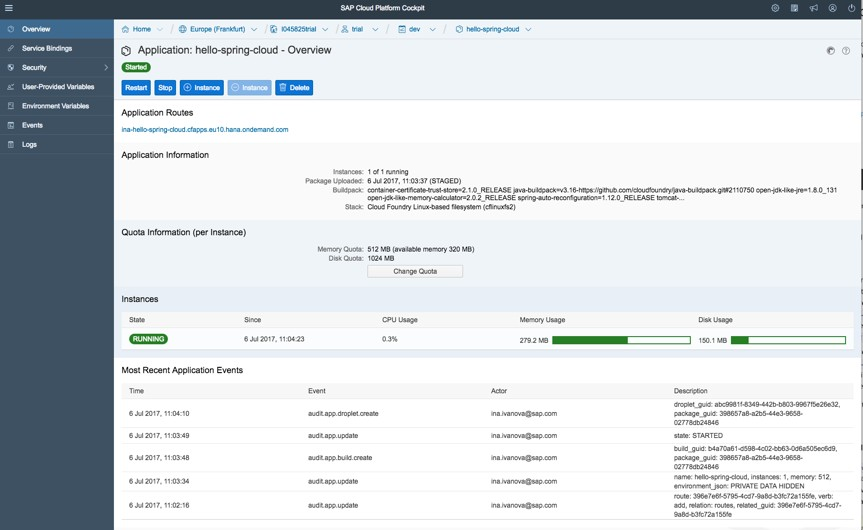 SAP Cloud Platform Cockpit
Overview
Service Bindings
Security
User-Provided Variables
Environment Variables
Events
Logs
Home Europe (Frankfurt) I045825trial trial dev hello-spring-cloud
Application: hello-spring-cloud - Overview
Started
Restart Stop Instance Instance Delete
Application Routes
ina-hello-spring-cloud.cfapps.eu10.hana.ondemand.com
Application Information
Instances: 1 of 1 running
Package Uploaded: 6 Jul 2017, 11:03:37 (STAGED)
Buildpack: container-certificate-trust-store=2.1.0_RELEASE java-buildpack=v3.16-https://github.com/cloudfoundry/java-buildpack.git#2110750 open-jdk-like-jre=1.8.0_131
open-jdk-like-memory-calculator=2.0.2_RELEASE spring-auto-reconfiguration=1.12.0_RELEASE tomcat-...
Stack: Cloud Foundry Linux-based filesystem (cflinuxfs2)
Quota Information (per Instance)
Memory Quota: 512 MB (available memory 320 MB)
Disk Quota: 1024 MB
Change Quota
Instances
State Since CPU Usage Memory Usage Disk Usage
RUNNING 6 Jul 2017, 11:04:23 0.3% 279.2 MB 150.1 MB
Most Recent Application Events
Time Event Actor Description
6 Jul 2017, 11:04:10 audit.app.droplet.create ina.ivanova@sap.com droplet_guid: abc9981f-8349-442b-b803-9967f5e26e32,
package_guid: 398657a8-a2b5-44e3-9658-
02778db24846
6 Jul 2017, 11:03:49 audit.app.update ina.ivanova@sap.com state: STARTED
6 Jul 2017, 11:03:48 audit.app.build.create ina.ivanova@sap.com build_guid: b4a70a61-d598-4c02-bb63-0d6a505ec6d9,
package_guid: 398657a8-a2b5-44e3-9658-
02778db24846
6 Jul 2017, 11:03:34 audit.app.update ina.ivanova@sap.com name: hello-spring-cloud, instances: 1, memory: 512,
environment_json: PRIVATE DATA HIDDEN
6 Jul 2017, 11:02:16 audit.app.update ina.ivanova@sap.com route: 396e7e6f-5795-4cd7-9a8d-b3fc72a155fe, verb:
add, relation: routes, related_guid: 396e7e6f-5795-4cd7-
9a8d-b3fc72a155fe